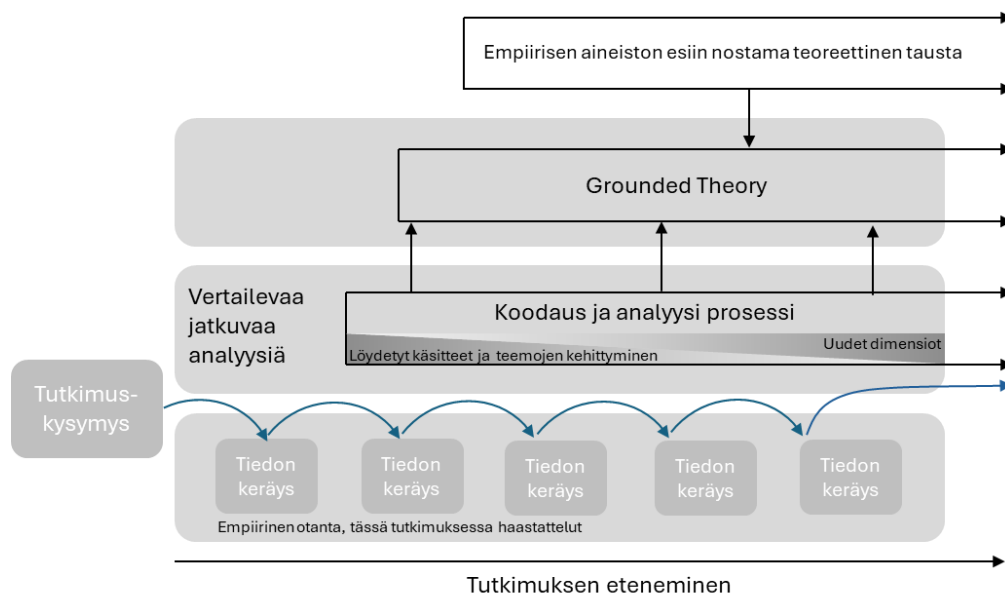 Empiirisen aineiston esiin nostama teoreettinen tausta
Grounded Theory
Vertailevaa
jatkuvaa
analyysiä
Koodaus ja analyysi prosessi
Uudet dimensiot
Löydetyt käsitteet ja teemojen kehittyminen
Tutkimus-
kysymys
Tiedon
keräys
Tiedon
keräys
Tiedon
keräys
Tiedon
keräys
Tiedon
keräys
Empiirinen otanta, tässä tutkimuksessa haastattelut
Tutkimuksen eteneminen